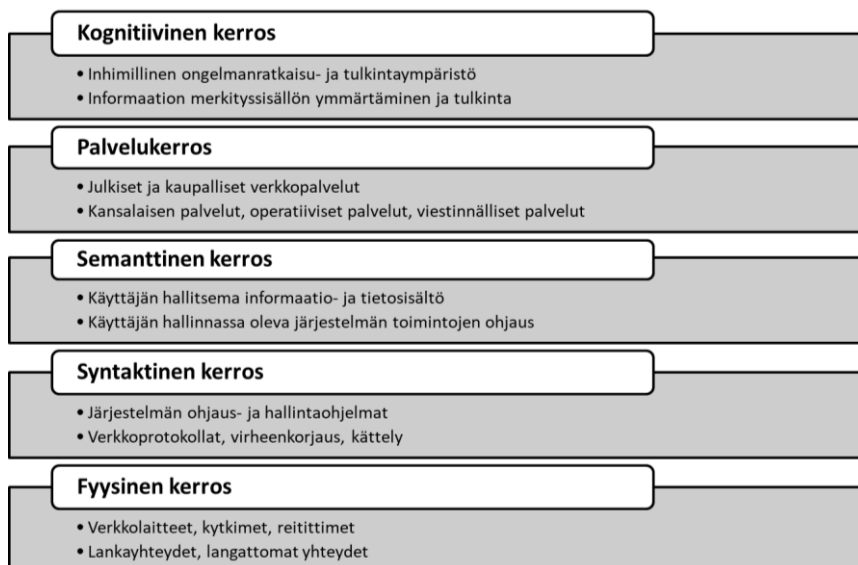 Kognitiivinen kerros
• Inhimillinen ongelmanratkaisu- ja tulkintaympäristö
• Informaation merkityssisällön ymmärtäminen ja tulkinta
Palvelukerros
• Julkiset ja kaupalliset verkkopalvelut
• Kansalaisen palvelut, operatiiviset palvelut, viestinnälliset palvelut
Semanttinen kerros
• Käyttäjän hallitsema informaatio- ja tietosisältö
• Käyttäjän hallinnassa oleva järjestelmän toimintojen ohjaus
Syntaktinen kerros
• Järjestelmän ohjaus- ja hallintaohjelmat
• Verkkoprotokollat, virheenkorjaus, kättely
Fyysinen kerros
• Verkkolaitteet, kytkimet, reitittimet
• Lankayhteydet, langattomat yhteydet